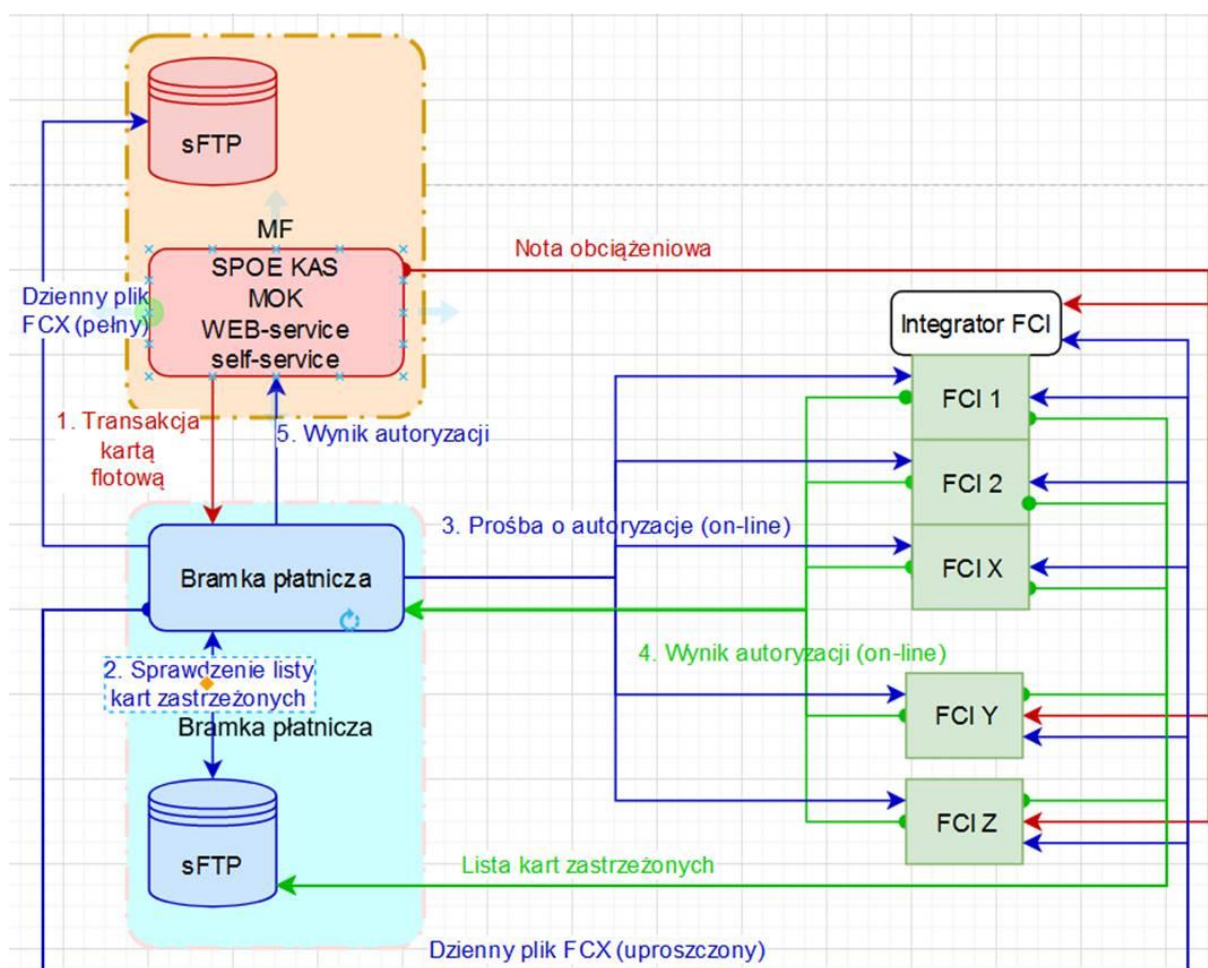 sFTP
MF
SPOE KAS
MOK
WEB-service
self-service
Dzienny plik
FCX (pełny)
Nota obciążeniowa
Integrator FCI
FCI 1
FCI 2
FCI X
1. Transakcja
kartą
flotową
5. Wynik autoryzacji
3. Prośba o autoryzacje (on-line)
Bramka płatnicza
4. Wynik autoryzacji (on-line)
2. Sprawdzenie listy
kart zastrzeżonych
Bramka płatnicza
FCI Y
FCI Z
sFTP
Lista kart zastrzeżonych
Dzienny plik FCX (uproszczony)